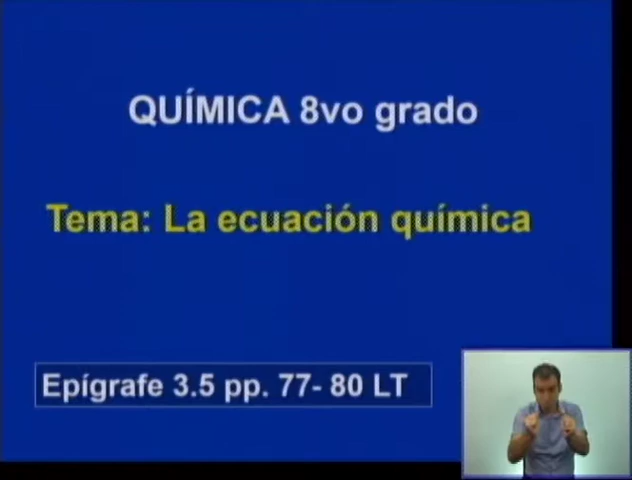 QUÍMICA 8vo grado
Tema: La ecuación química
Epígrafe 3.5 pp. 77- 80 LT